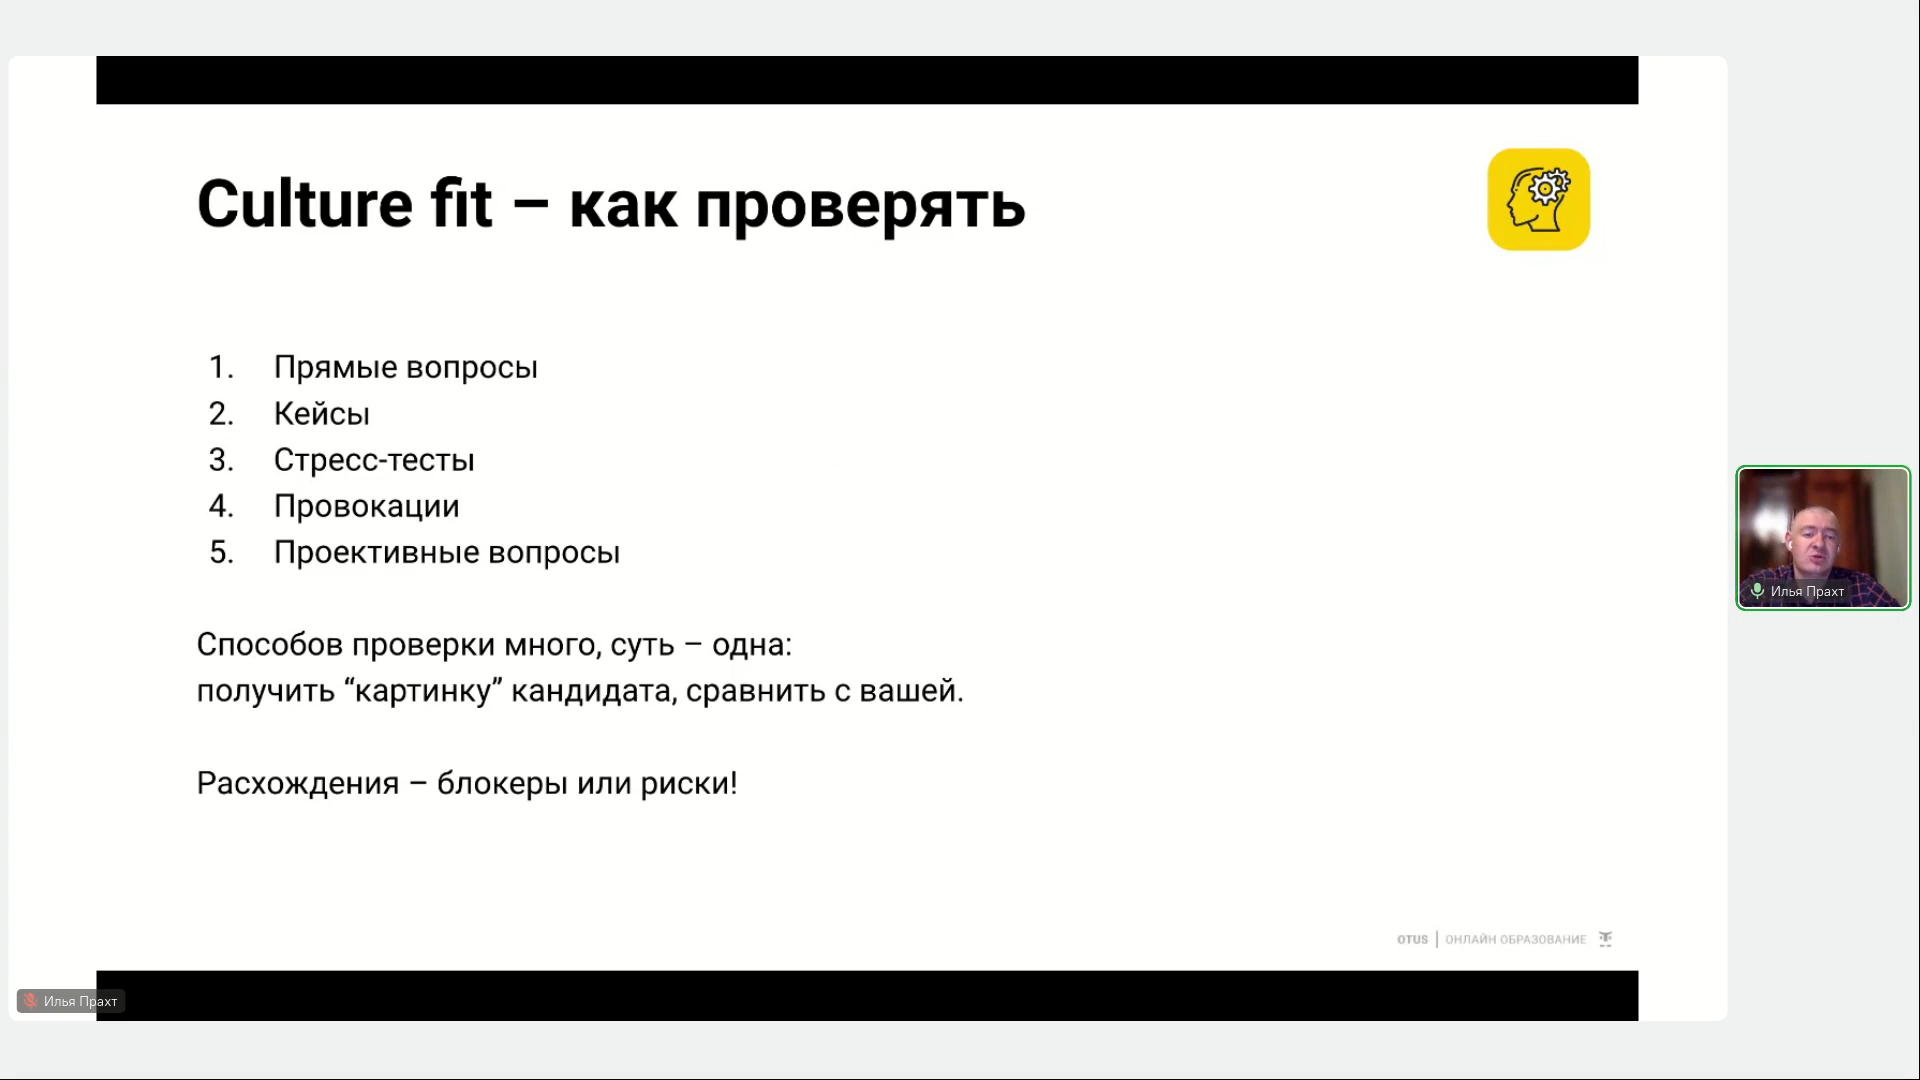 Culture fit – как проверять
1. Прямые вопросы
2. Кейсы
3. Стресс-тесты
4. Провокации
5. Проективные вопросы
Способов проверки много, суть – одна:
получить “картинку” кандидата, сравнить с вашей.
Расхождения – блокеры или риски!
OTUS | ОНЛАЙН ОБРАЗОВАНИЕ
Илья Прахт
Илья Прахт